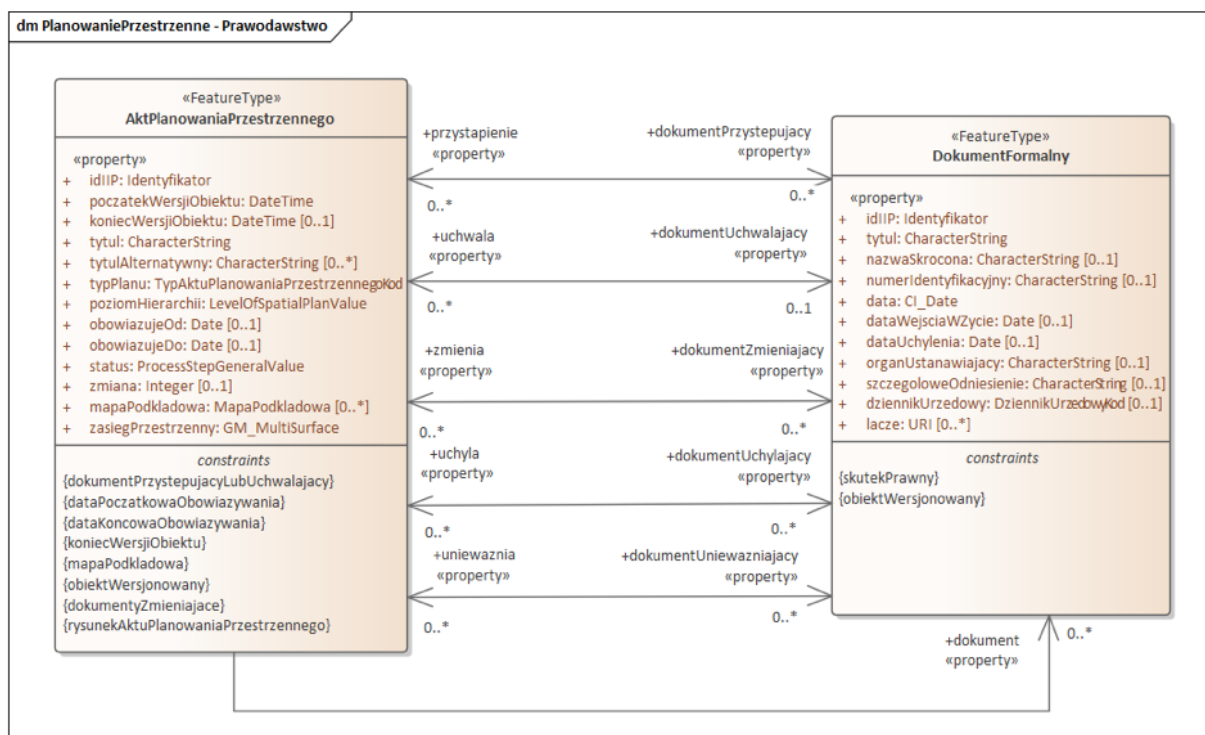 dm PlanowaniePrzestrzenne - Prawodawstwo
«FeatureType»
AktPlanowaniaPrzestrzennego
«property»
+ idIIP: Identyfikator
+ poczatekWersjiObiektu: DateTime
+ koniecWersjiObiektu: DateTime [0..1]
+ tytul: CharacterString
+ tytulAlternatywny: CharacterString [0..*]
+ typPlanu: TypAktuPlanowaniaPrzestrzennegoKod
+ poziomHierarchii: LevelOfSpatialPlanValue
+ obowiazujeOd: Date [0..1]
+ obowiazujeDo: Date [0..1]
+ status: ProcessStepGeneralValue
+ zmiana: Integer [0..1]
+ mapaPodkladowa: MapaPodkladowa [0..*]
+ zasiegPrzestrzenny: GM_MultiSurface
constraints
{dokumentPrzystepujacyLubUchwalajacy}
{dataPoczatkowaObowiazywania}
{dataKoncowaObowiazywania}
{koniecWersjiObiektu}
{mapaPodkladowa}
{obiektWersjonowany}
{dokumentyZmieniajace}
{rysunekAktuPlanowaniaPrzestrzennego}
+przystapienie
«property»
0..*
+dokumentPrzystepujacy
«property»
0..*
+uchwala
«property»
0..*
+dokumentUchwalajacy
«property»
0..1
+zmienia
«property»
0..*
+dokumentZmieniajacy
«property»
0..*
+uchyla
«property»
0..*
+dokumentUchylajacy
«property»
0..*
+uniewaznia
«property»
0..*
+dokumentUniewazniajacy
«property»
0..*
«FeatureType»
DokumentFormalny
«property»
+ idIIP: Identyfikator
+ tytul: CharacterString
+ nazwaSkrocona: CharacterString [0..1]
+ numerIdentyfikacyjny: CharacterString [0..1]
+ data: CI_Date
+ dataWejsciaWZycie: Date [0..1]
+ dataUchylenia: Date [0..1]
+ organUstanawiajacy: CharacterString [0..1]
+ szczegoloweOdniesienie: CharacterString [0..1]
+ dziennikUrzedowy: DziennikUrzedowyKod [0..1]
+ lacze: URI [0..*]
constraints
{skutekPrawny}
{obiektWersjonowany}
+dokument
«property»
0..*